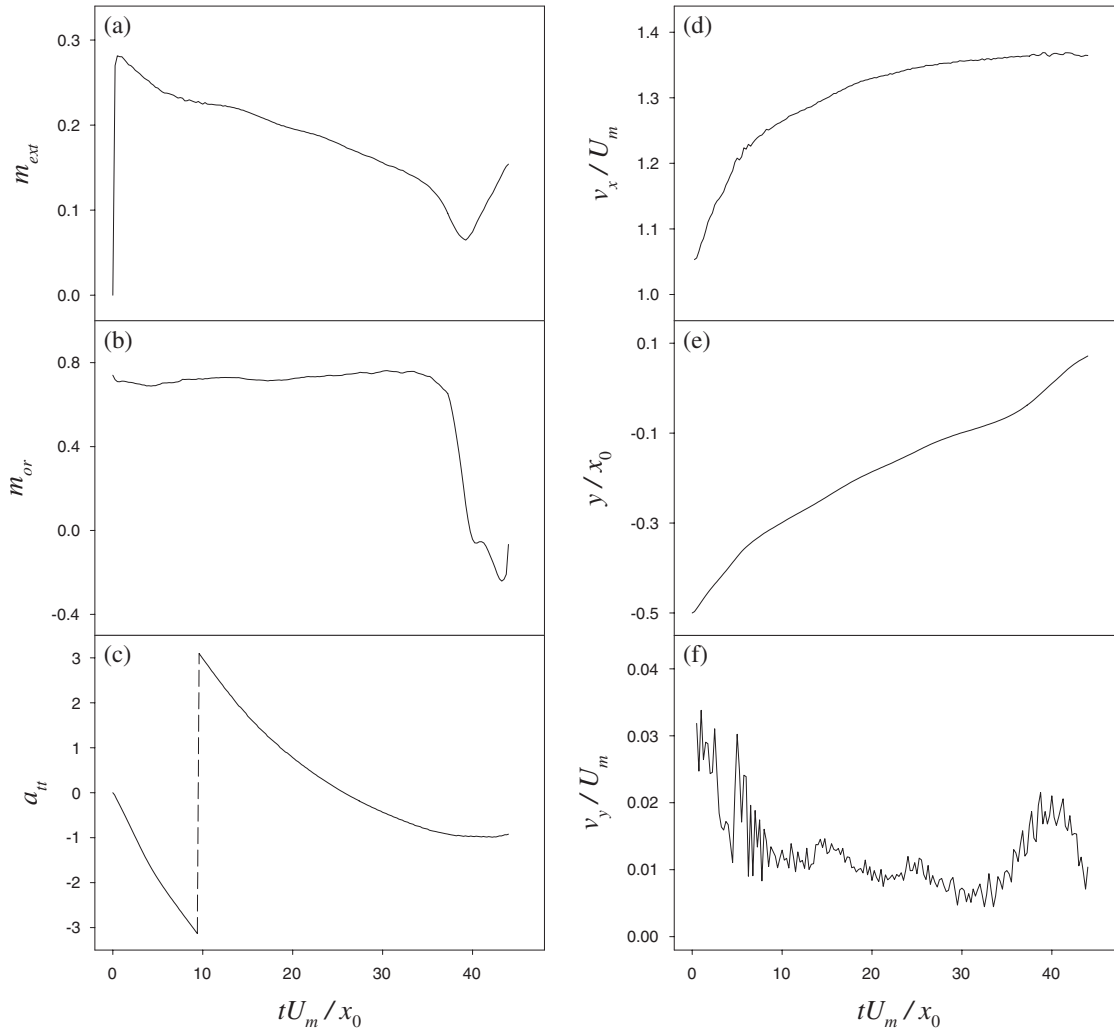 (a)
0.3
0.2
0.1
0.0
m_ext
(b)
0.8
0.4
0.0
-0.4
m_or
(c)
3
2
1
0
-1
-2
-3
a_tt
0 10 20 30 40
tU_m / x_0
(d)
1.4
1.3
1.2
1.1
1.0
v_x / U_m
(e)
0.1
-0.1
-0.3
-0.5
y / x_0
(f)
0.04
0.03
0.02
0.01
0.00
v_y / U_m
0 10 20 30 40
tU_m / x_0